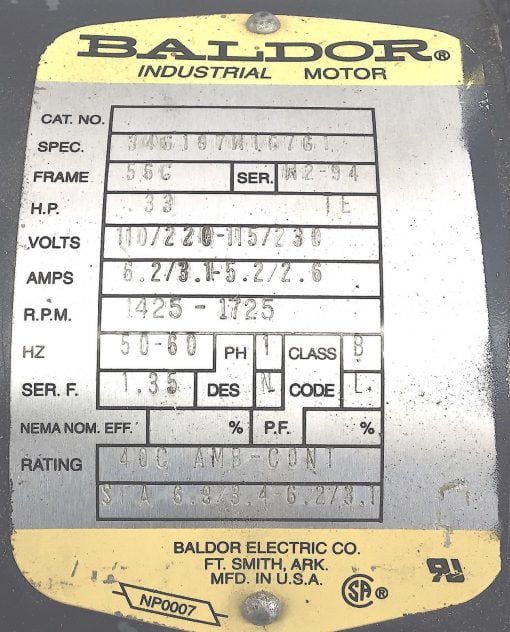 BALDOR®
INDUSTRIAL MOTOR
CAT. NO.
SPEC. 34G197W1G7G1
FRAME 56C SER. W2-94
H.P. .33 TE
VOLTS 110/220-115/230
AMPS 6.2/3.1-5.2/2.6
R.P.M. 1425 - 1725
HZ 50-60 PH 1 CLASS B
SER. F. 1.35 DES N CODE L
NEMA NOM. EFF. % P.F. %
RATING 40C AMB-CONT
SFA 6.9/3.4-6.2/3.1
BALDOR ELECTRIC CO.
FT. SMITH, ARK.
MFD. IN U.S.A.
NP0007
SA®